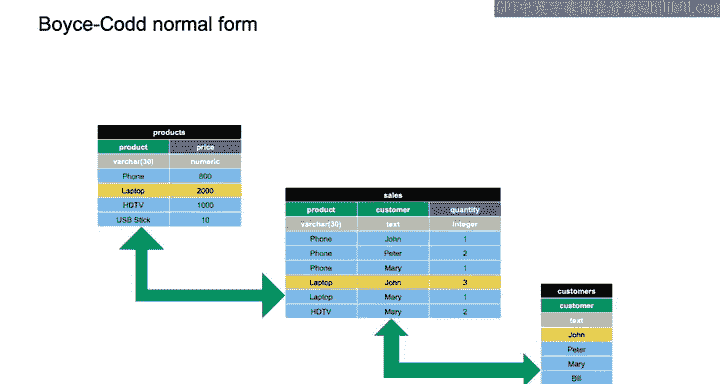 Boyce-Codd normal form
products
product price
varchar(30) numeric
Phone 800
Laptop 2000
HDTV 1000
USB Stick 10
sales
product customer quantity
varchar(30) text integer
Phone John 1
Phone Peter 2
Phone Mary 1
Laptop John 3
Laptop Mary 1
HDTV Mary 2
customers
customer
text
John
Peter
Mary
Bill